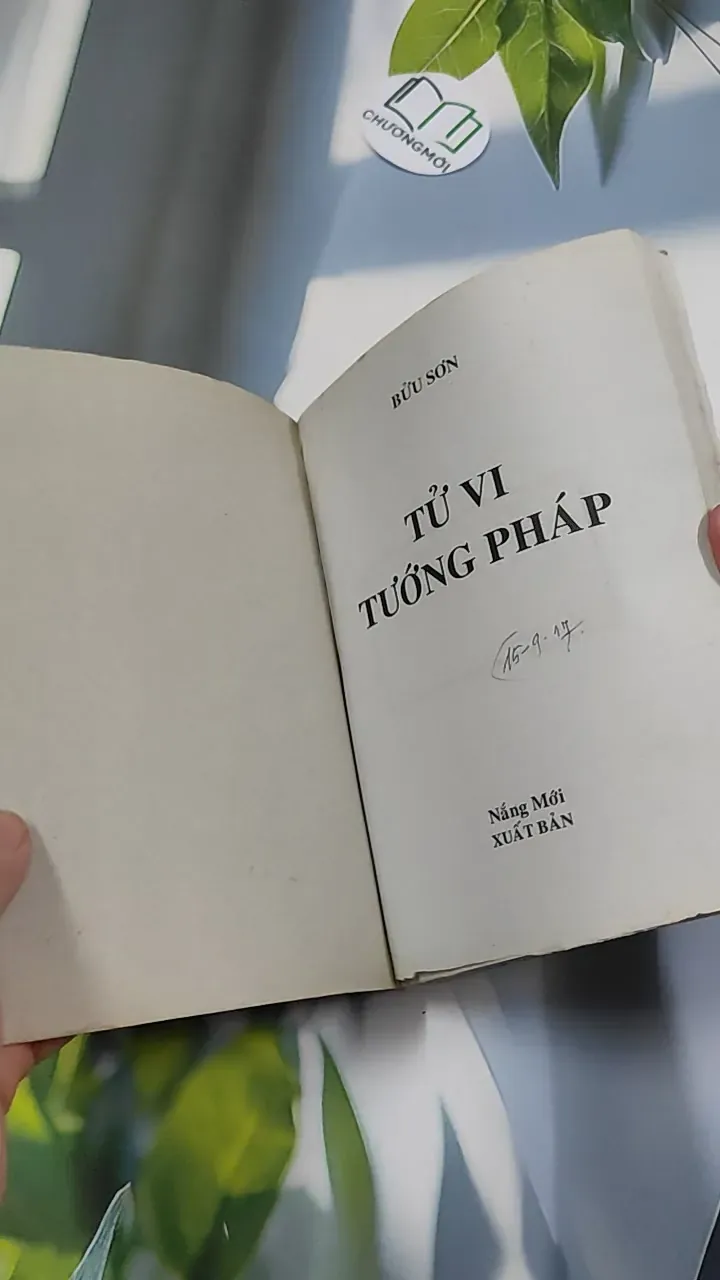 CHƯƠNGMỚI
BỬU SƠN
TỬ VI
TƯỚNG PHÁP
15-9-17.
Nắng Mới
XUẤT BẢN